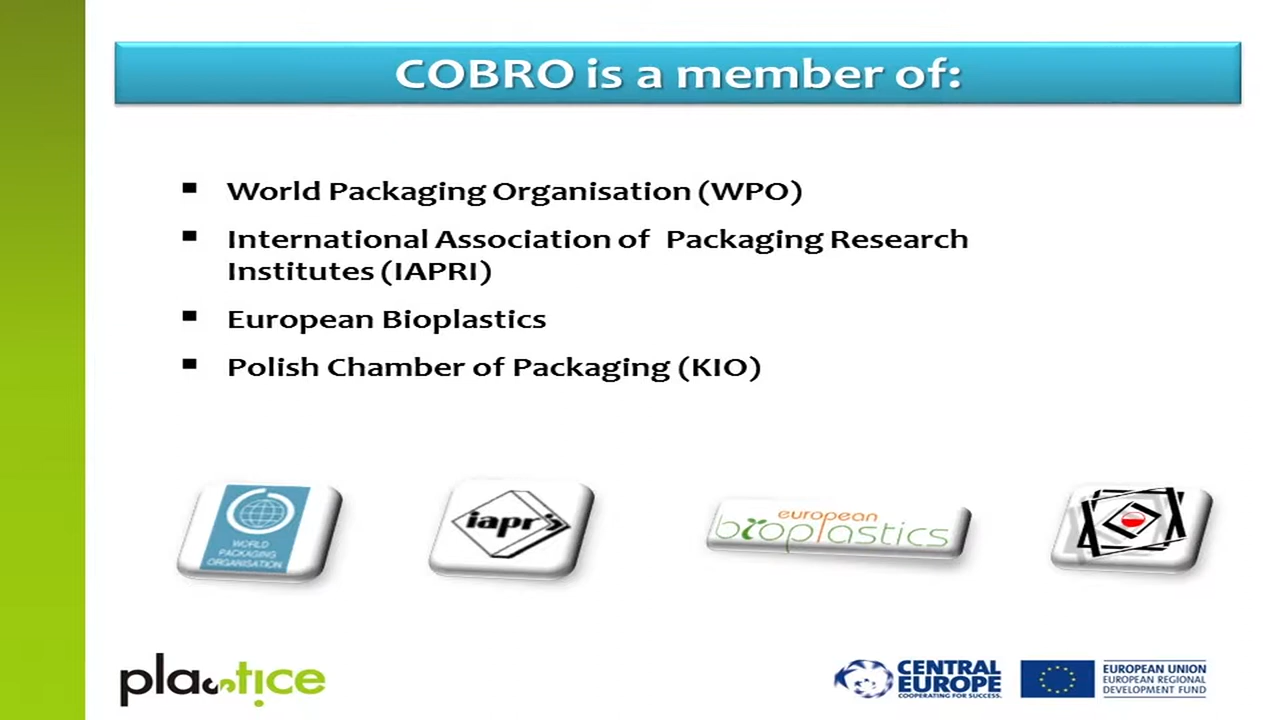 COBRO is a member of:
World Packaging Organisation (WPO)
International Association of Packaging Research
Institutes (IAPRI)
European Bioplastics
Polish Chamber of Packaging (KIO)
WORLD
PACKAGING
ORGANISATION
iapri
european
bioplastics
plastice
CENTRAL
EUROPE
COOPERATING FOR SUCCESS.
EUROPEAN UNION
EUROPEAN REGIONAL
DEVELOPMENT FUND